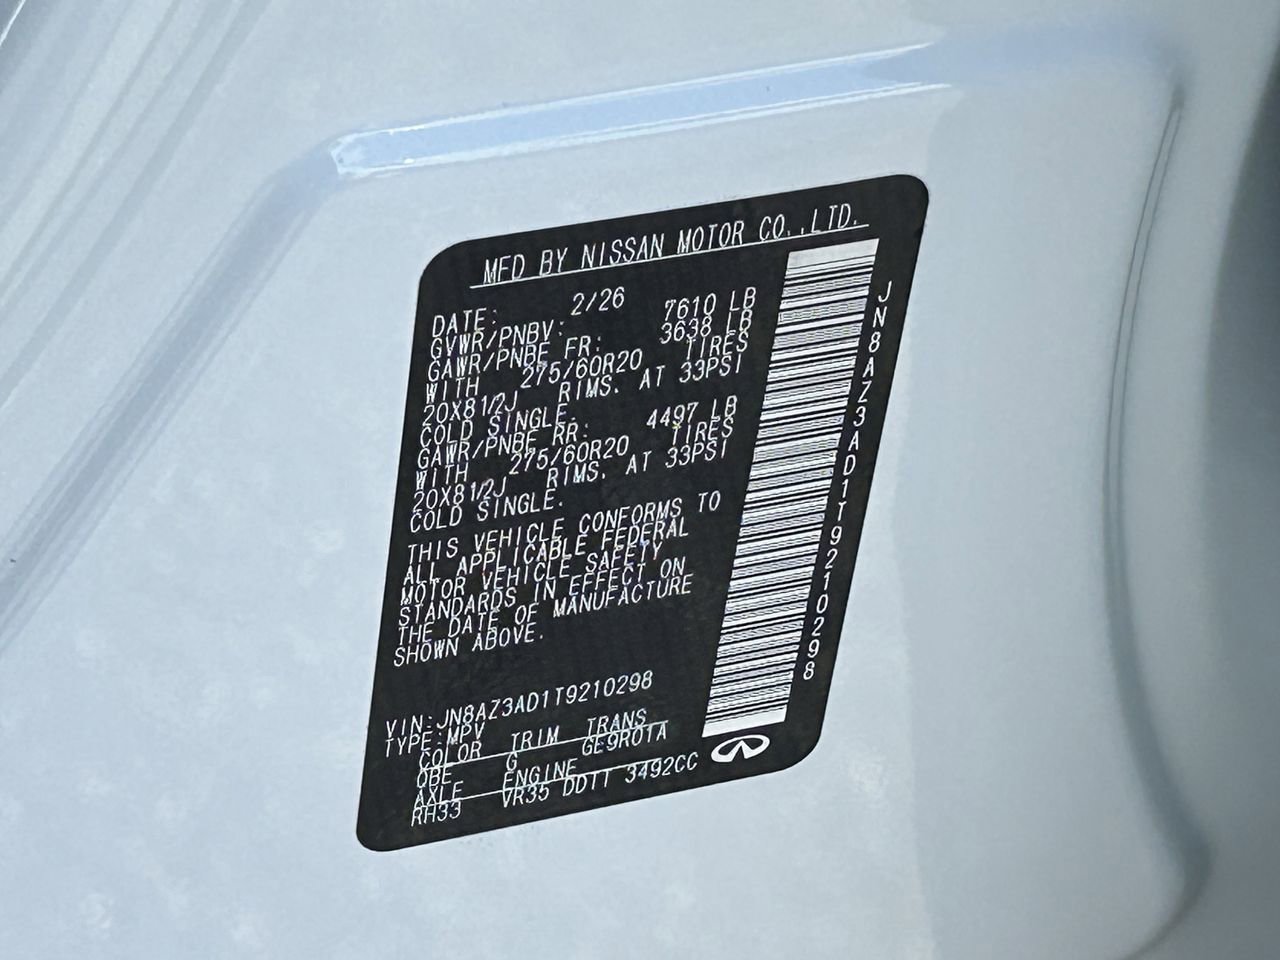 MFD BY NISSAN MOTOR CO.,LTD.
DATE: 2/26
GVWR/PNBV: 7610 LB
GAWR/PNBE FR: 3638 LB
WITH 275/60R20 TIRES
20X81/2J RIMS. AT 33PSI
COLD SINGLE.
GAWR/PNBE RR: 4497 LB
WITH 275/60R20 TIRES
20X81/2J RIMS. AT 33PSI
COLD SINGLE.
THIS VEHICLE CONFORMS TO
ALL APPLICABLE FEDERAL
MOTOR VEHICLE SAFETY
STANDARDS IN EFFECT ON
THE DATE OF MANUFACTURE
SHOWN ABOVE.
VIN:JN8AZ3AD1T9210298
TYPE:MPV
COLOR TRIM TRANS
QBE G GE9R01A
AXLE ENGINE
RH33 VR35 DDTT 3492CC
JN8AZ3AD1T9210298